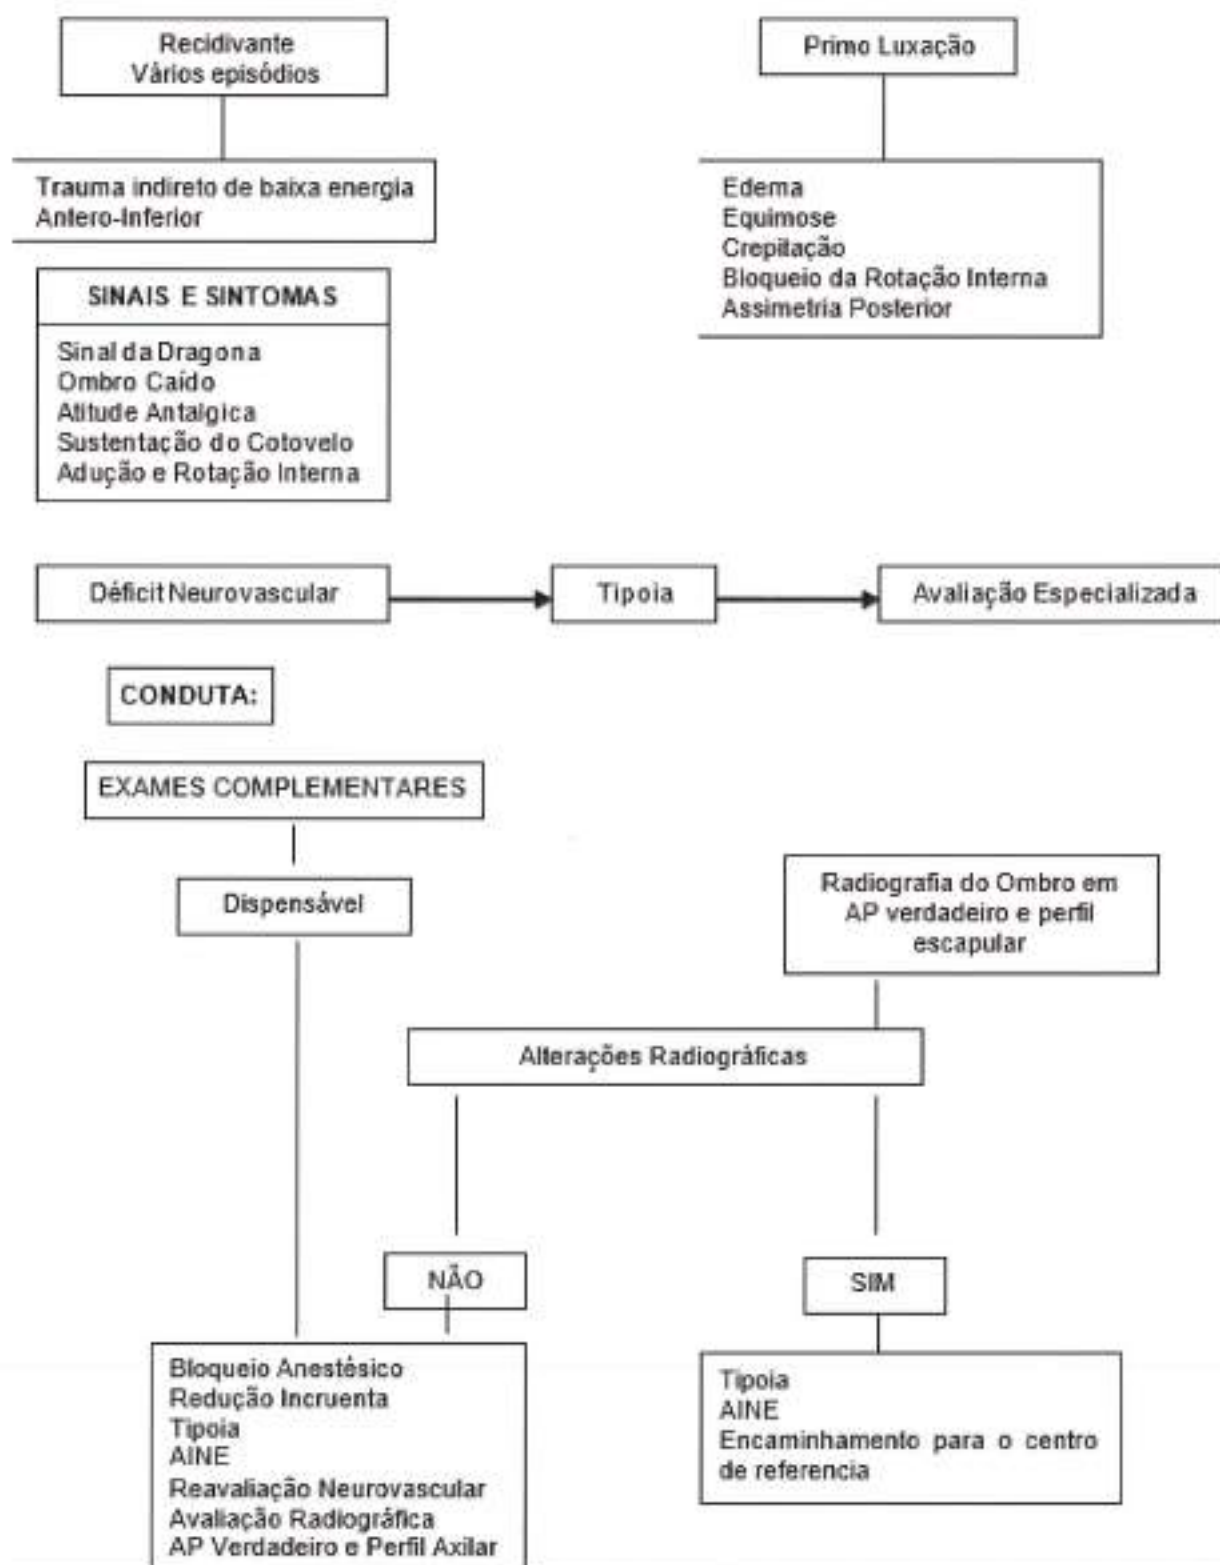 Recidivante
Vários episódios
Primo Luxação
Trauma indireto de baixa energia
Antero-Inferior
Edema
Equimose
Crepitação
Bloqueio da Rotação Interna
Assimetria Posterior
SINAIS E SINTOMAS
Sinal da Dragona
Ombro Caído
Atitude Antalgica
Sustentação do Cotovelo
Adução e Rotação Interna
Déficit Neurovascular
Tipoia
Avaliação Especializada
CONDUTA:
EXAMES COMPLEMENTARES
Dispensável
Radiografia do Ombro em
AP verdadeiro e perfil
escapular
Alterações Radiográficas
NÃO
SIM
Bloqueio Anestésico
Redução Incruenta
Tipoia
AINE
Reavaliação Neurovascular
Avaliação Radiográfica
AP Verdadeiro e Perfil Axilar
Tipoia
AINE
Encaminhamento para o centro
de referencia